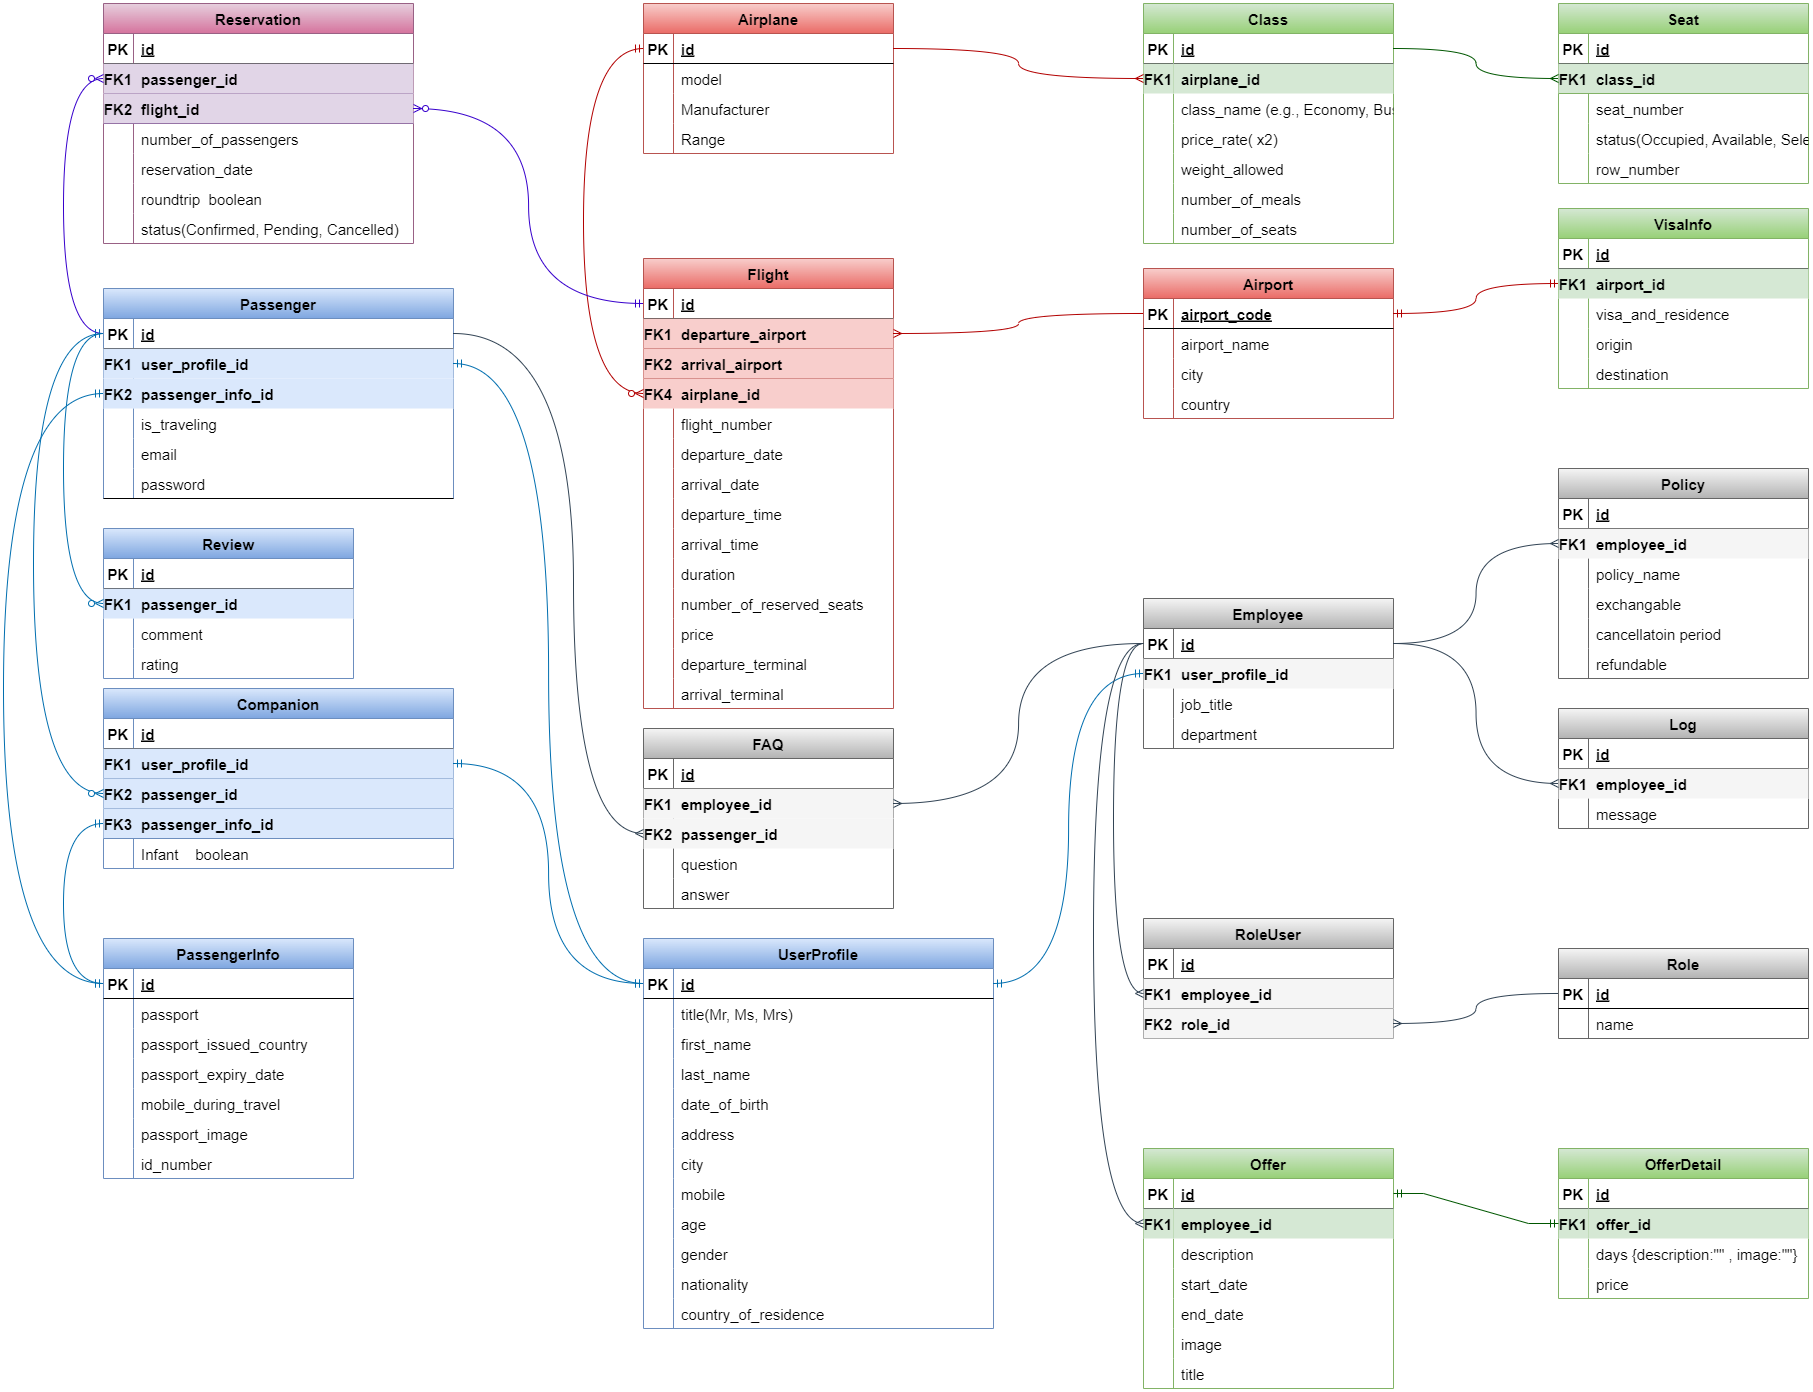 Reservation
PK id
FK1 passenger_id
FK2 flight_id
number_of_passengers
reservation_date
roundtrip boolean
status(Confirmed, Pending, Cancelled)
Passenger
PK id
FK1 user_profile_id
FK2 passenger_info_id
is_traveling
email
password
Review
PK id
FK1 passenger_id
comment
rating
Companion
PK id
FK1 user_profile_id
FK2 passenger_id
FK3 passenger_info_id
Infant boolean
PassengerInfo
PK id
passport
passport_issued_country
passport_expiry_date
mobile_during_travel
passport_image
id_number
Airplane
PK id
model
Manufacturer
Range
Flight
PK id
FK1 departure_airport
FK2 arrival_airport
FK4 airplane_id
flight_number
departure_date
arrival_date
departure_time
arrival_time
duration
number_of_reserved_seats
price
departure_terminal
arrival_terminal
FAQ
PK id
FK1 employee_id
FK2 passenger_id
question
answer
UserProfile
PK id
title(Mr, Ms, Mrs)
first_name
last_name
date_of_birth
address
city
mobile
age
gender
nationality
country_of_residence
Class
PK id
FK1 airplane_id
class_name (e.g., Economy, Bus
price_rate( x2)
weight_allowed
number_of_meals
number_of_seats
Airport
PK airport_code
airport_name
city
country
Employee
PK id
FK1 user_profile_id
job_title
department
RoleUser
PK id
FK1 employee_id
FK2 role_id
Offer
PK id
FK1 employee_id
description
start_date
end_date
image
title
Seat
PK id
FK1 class_id
seat_number
status(Occupied, Available, Sele
row_number
VisaInfo
PK id
FK1 airport_id
visa_and_residence
origin
destination
Policy
PK id
FK1 employee_id
policy_name
exchangable
cancellatoin period
refundable
Log
PK id
FK1 employee_id
message
Role
PK id
name
OfferDetail
PK id
FK1 offer_id
days {description:"" , image:""}
price